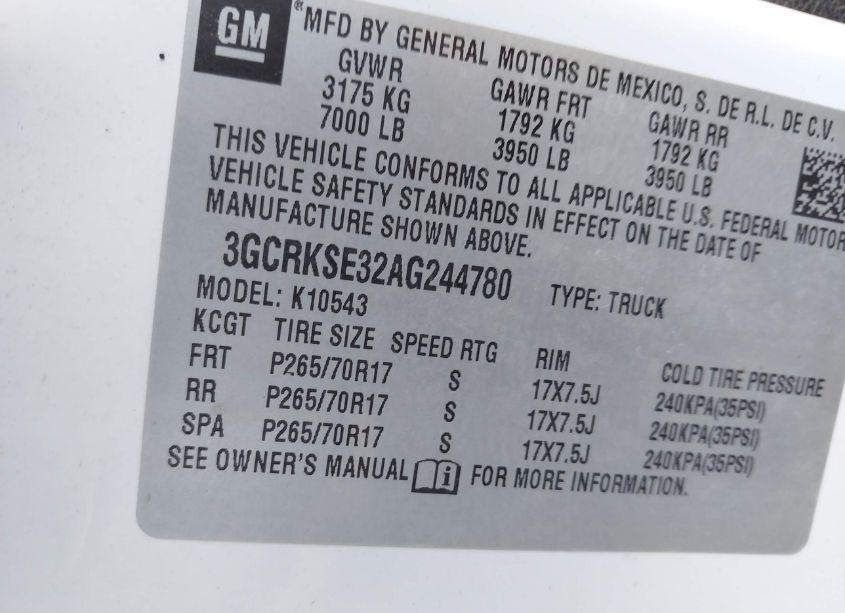 GM
® MFD BY GENERAL MOTORS DE MEXICO, S. DE R.L. DE C.V.
GVWR GAWR FRT GAWR RR
3175 KG 1792 KG 1792 KG
7000 LB 3950 LB 3950 LB
THIS VEHICLE CONFORMS TO ALL APPLICABLE U.S. FEDERAL MOTOR
VEHICLE SAFETY STANDARDS IN EFFECT ON THE DATE OF
MANUFACTURE SHOWN ABOVE.
3GCRKSE32AG244780 TYPE: TRUCK
MODEL: K10543
KCGT TIRE SIZE SPEED RTG RIM COLD TIRE PRESSURE
FRT P265/70R17 S 17X7.5J 240KPA(35PSI)
RR P265/70R17 S 17X7.5J 240KPA(35PSI)
SPA P265/70R17 S 17X7.5J 240KPA(35PSI)
SEE OWNER'S MANUAL i FOR MORE INFORMATION.